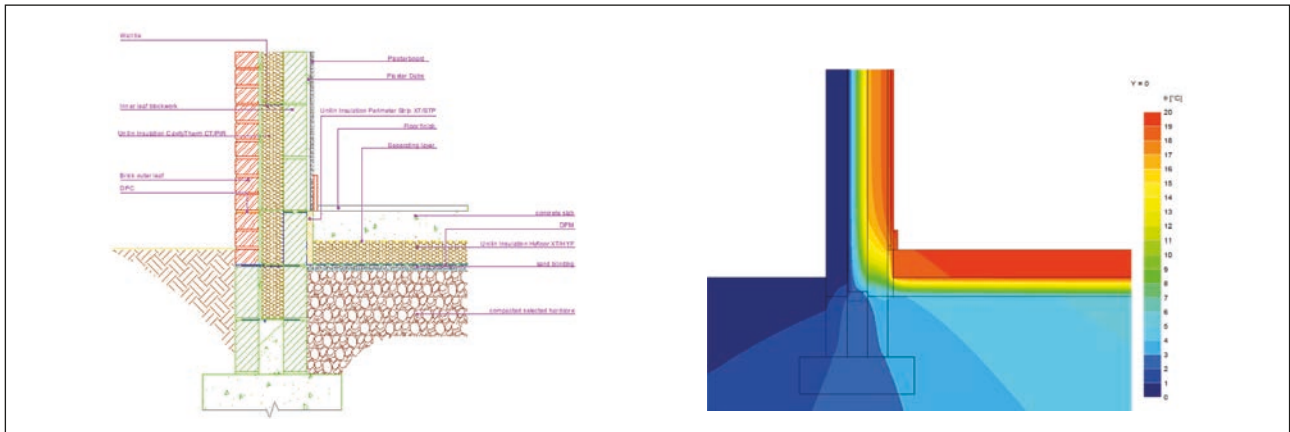 Wall tie
Inner leaf blockwork
Unilin Insulation CavityTherm CT/PIR
Brick outer leaf
DPC
Plasterboard
Plaster Dabs
Unilin Insulation Perimeter Strip XT/STP
Floor finish
Separating layer
concrete slab
DPM
Unilin Insulation Hyfloor XT/HYF
sand blinding
compacted selected hardcore
Y = 0
θ [°C]
20
19
18
17
16
15
14
13
12
11
10
9
8
7
6
5
4
3
2
1
0